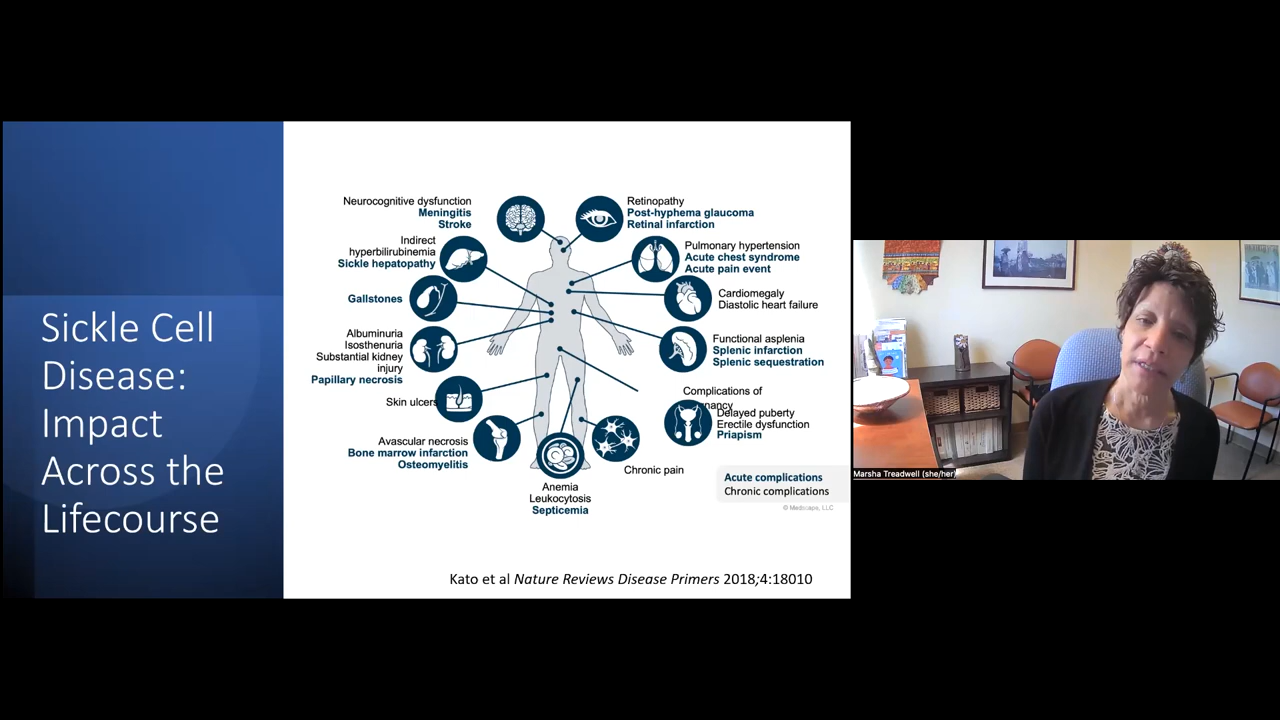 Sickle Cell
Disease:
Impact
Across the
Lifecourse
Neurocognitive dysfunction
Meningitis
Stroke
Indirect
hyperbilirubinemia
Sickle hepatopathy
Gallstones
Albuminuria
Isosthenuria
Substantial kidney
injury
Papillary necrosis
Skin ulcers
Avascular necrosis
Bone marrow infarction
Osteomyelitis
Anemia
Leukocytosis
Septicemia
Retinopathy
Post-hyphema glaucoma
Retinal infarction
Pulmonary hypertension
Acute chest syndrome
Acute pain event
Cardiomegaly
Diastolic heart failure
Functional asplenia
Splenic infarction
Splenic sequestration
Complications of
Delayed puberty
Erectile dysfunction
Priapism
Chronic pain
Acute complications
Chronic complications
© Medscape, LLC
Kato et al Nature Reviews Disease Primers 2018;4:18010
Marsha Treadwell (she/her)